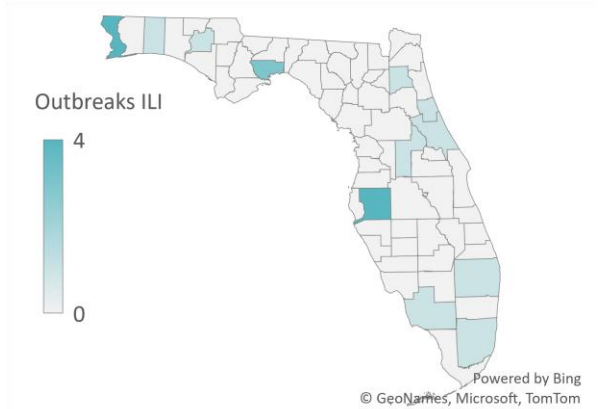 Outbreaks ILI
4
0
Powered by Bing
© GeoNames, Microsoft, TomTom